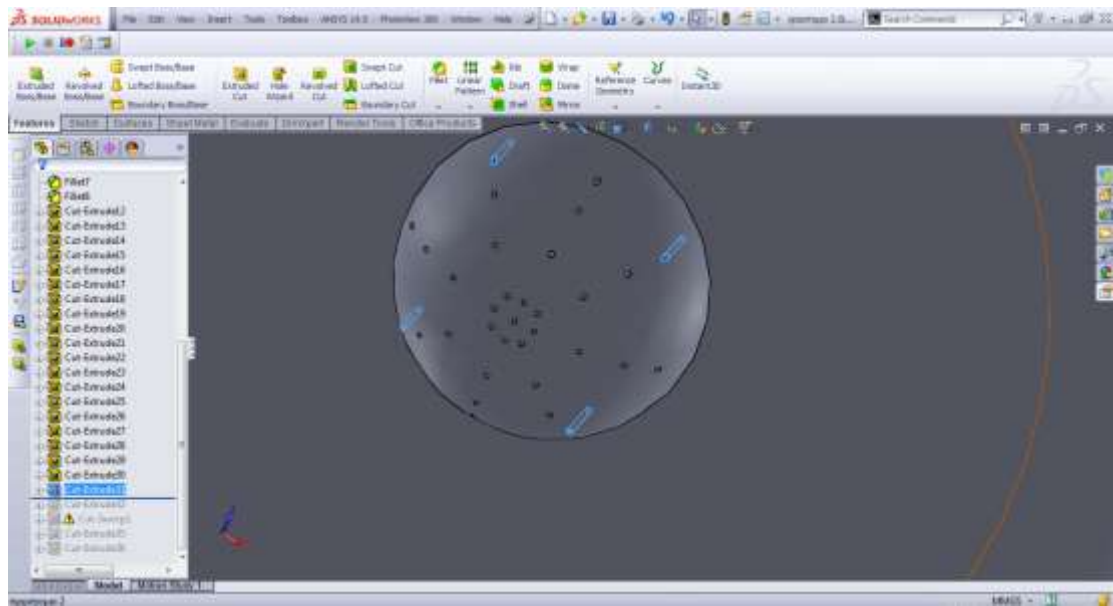 SOLIDWORKS File Edit View Insert Tools Toolbox Window Help
Swept Boss/Base Swept Cut Rib Wrap
Extruded Boss/Base Revolved Boss/Base Lofted Boss/Base Extruded Cut Hole Wizard Revolved Cut Lofted Cut Fillet Linear Pattern Draft Dome Reference Geometry Curves Instant3D
Boundary Boss/Base Boundary Cut Shell Mirror
Features Sketch Surfaces Sheet Metal Evaluate DimXpert Render Tools Office Products
Fillet7
Fillet8
Cut-Extrude12
Cut-Extrude13
Cut-Extrude14
Cut-Extrude15
Cut-Extrude16
Cut-Extrude17
Cut-Extrude18
Cut-Extrude19
Cut-Extrude20
Cut-Extrude21
Cut-Extrude22
Cut-Extrude23
Cut-Extrude24
Cut-Extrude25
Cut-Extrude26
Cut-Extrude27
Cut-Extrude28
Cut-Extrude29
Cut-Extrude30
Model Motion Study 1
MMGS